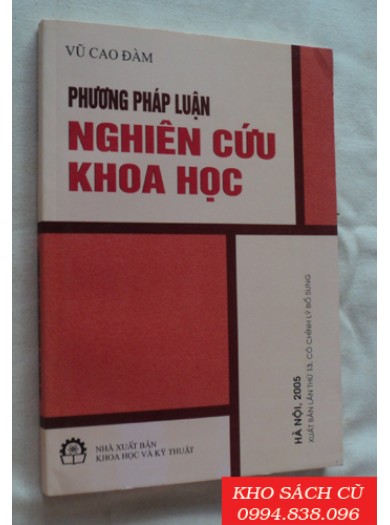 VŨ CAO ĐÀM
PHƯƠNG PHÁP LUẬN
NGHIÊN CỨU
KHOA HỌC
HÀ NỘI, 2005
XUẤT BẢN LẦN THỨ 13, CÓ CHỈNH LÝ BỔ SUNG
NHÀ XUẤT BẢN
KHOA HỌC VÀ KỸ THUẬT
KHO SÁCH CŨ
0994.838.096